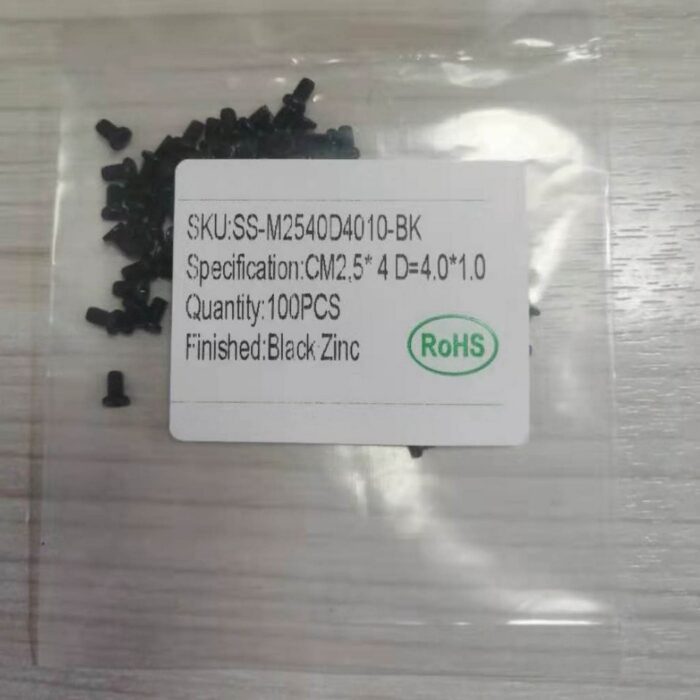 SKU:SS-M2540D4010-BK
Specification:CM2,5* 4 D=4.0*1.0
Quantity:100PCS
Finished:Black Zinc
RoHS